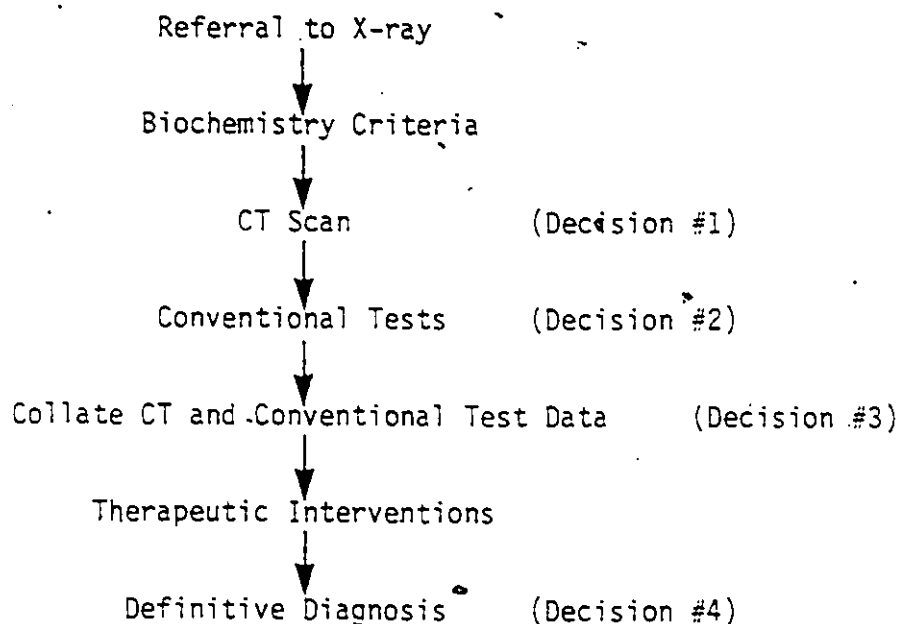 Referral to X-ray
Biochemistry Criteria
CT Scan (Decision #1)
Conventional Tests (Decision #2)
Collate CT and Conventional Test Data (Decision #3)
Therapeutic Interventions
Definitive Diagnosis (Decision #4)